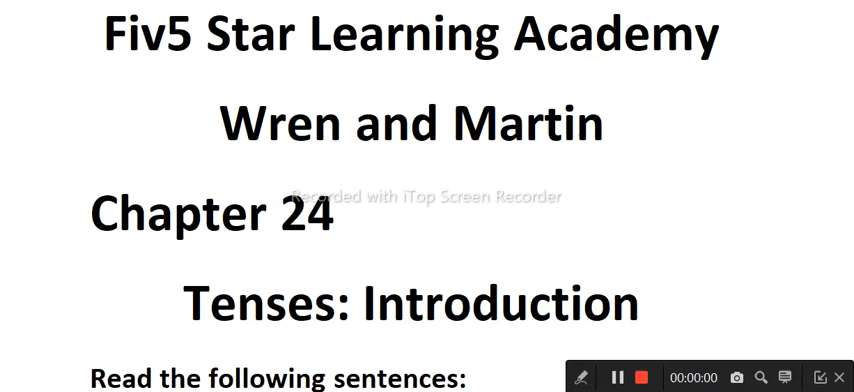 Fiv5 Star Learning Academy
Wren and Martin
Recorded with iTop Screen Recorder
Chapter 24
Tenses: Introduction
Read the following sentences:
00:00:00